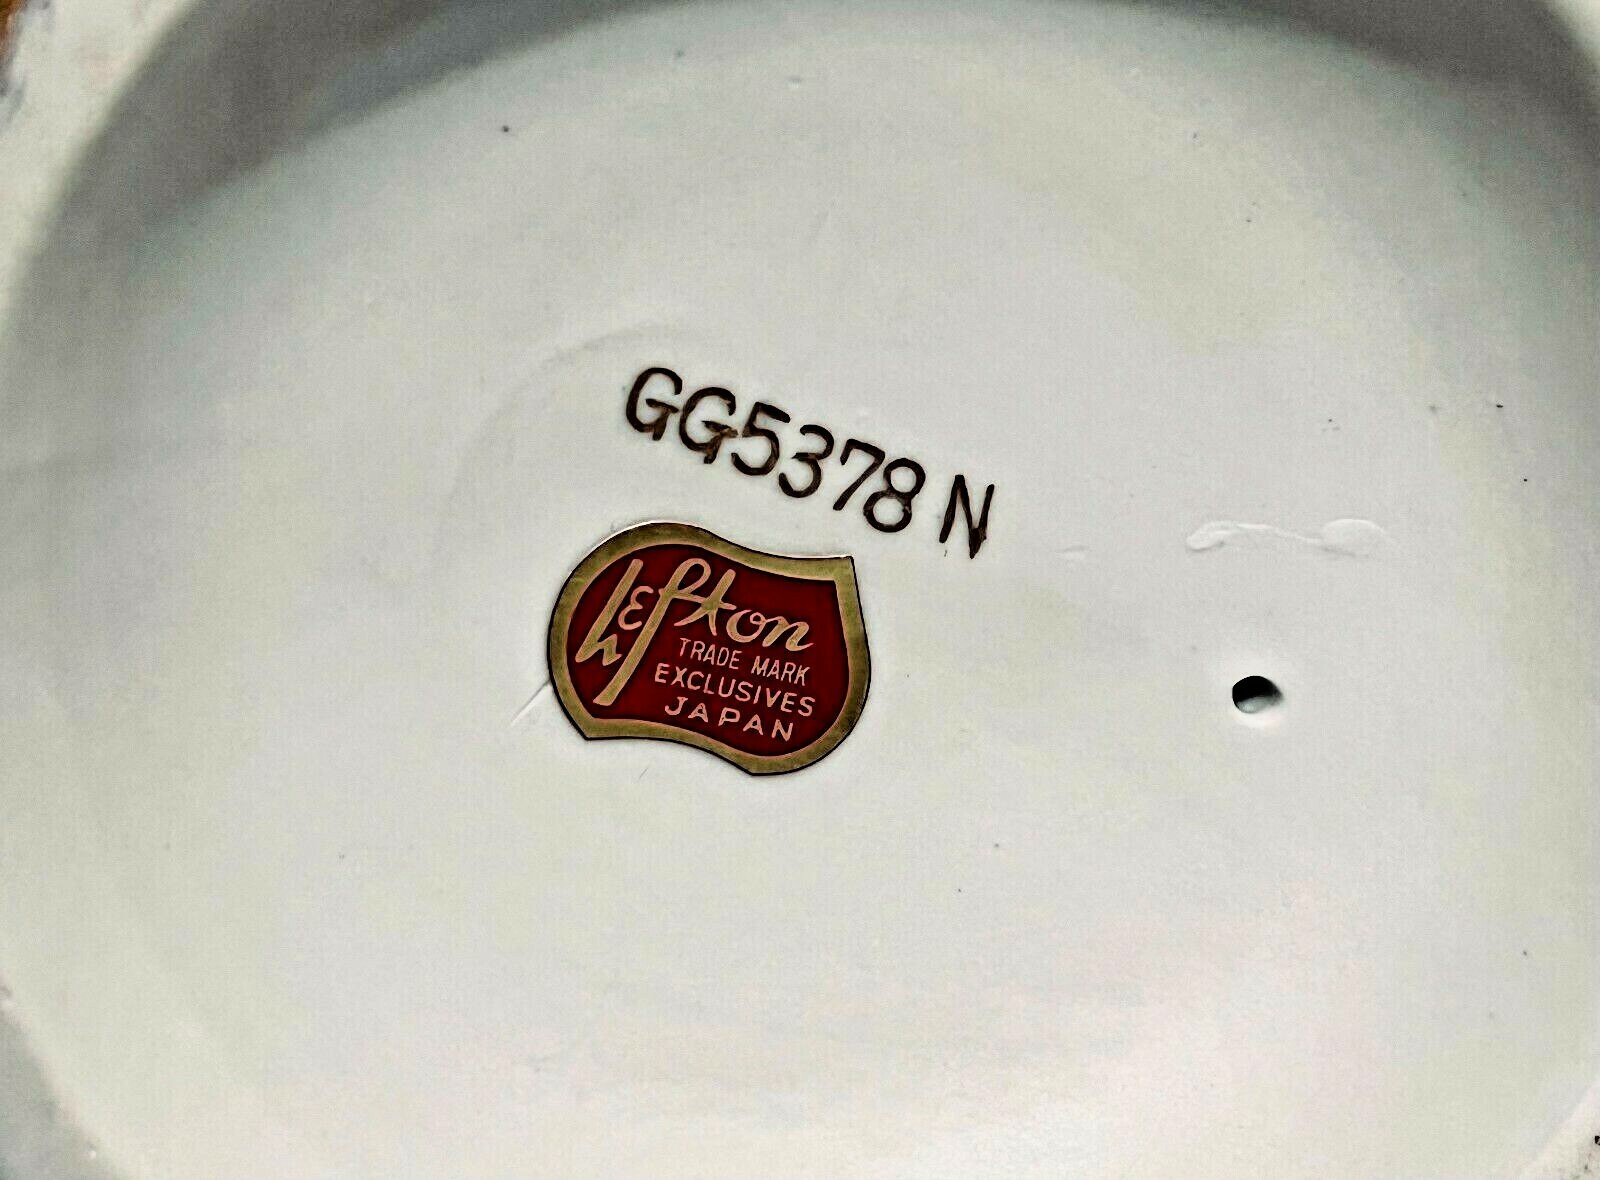 GG5378 N
Lefton
TRADE MARK
EXCLUSIVES
JAPAN